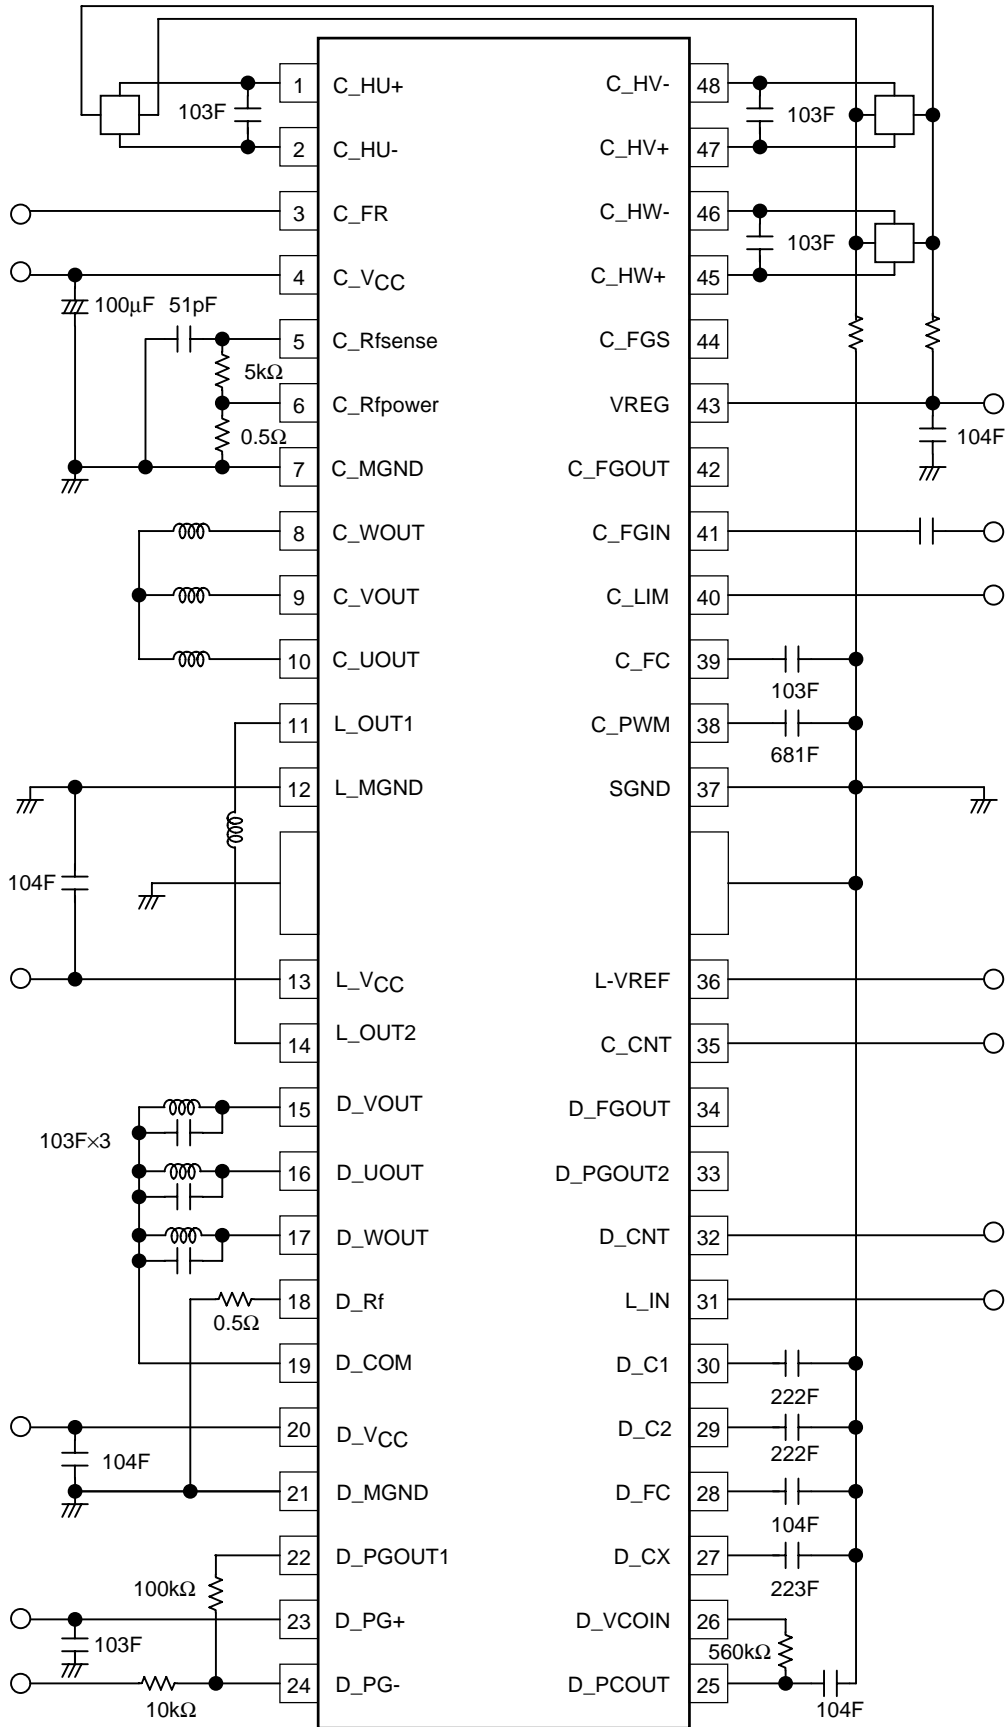 1 C_HU+ C_HV- 48
103F 103F
2 C_HU- C_HV+ 47
3 C_FR C_HW- 46
103F
4 C_VCC C_HW+ 45
100μF 51pF
5 C_Rfsense C_FGS 44
5kΩ
6 C_Rfpower VREG 43
0.5Ω 104F
7 C_MGND C_FGOUT 42
8 C_WOUT C_FGIN 41
9 C_VOUT C_LIM 40
10 C_UOUT C_FC 39
103F
11 L_OUT1 C_PWM 38
681F
12 L_MGND SGND 37
104F
13 L_VCC L-VREF 36
14 L_OUT2 C_CNT 35
15 D_VOUT D_FGOUT 34
103F×3
16 D_UOUT D_PGOUT2 33
17 D_WOUT D_CNT 32
18 D_Rf L_IN 31
0.5Ω
19 D_COM D_C1 30
222F
20 D_VCC D_C2 29
104F 222F
21 D_MGND D_FC 28
104F
22 D_PGOUT1 D_CX 27
100kΩ 223F
23 D_PG+ D_VCOIN 26
103F 560kΩ
24 D_PG- D_PCOUT 25
10kΩ 104F